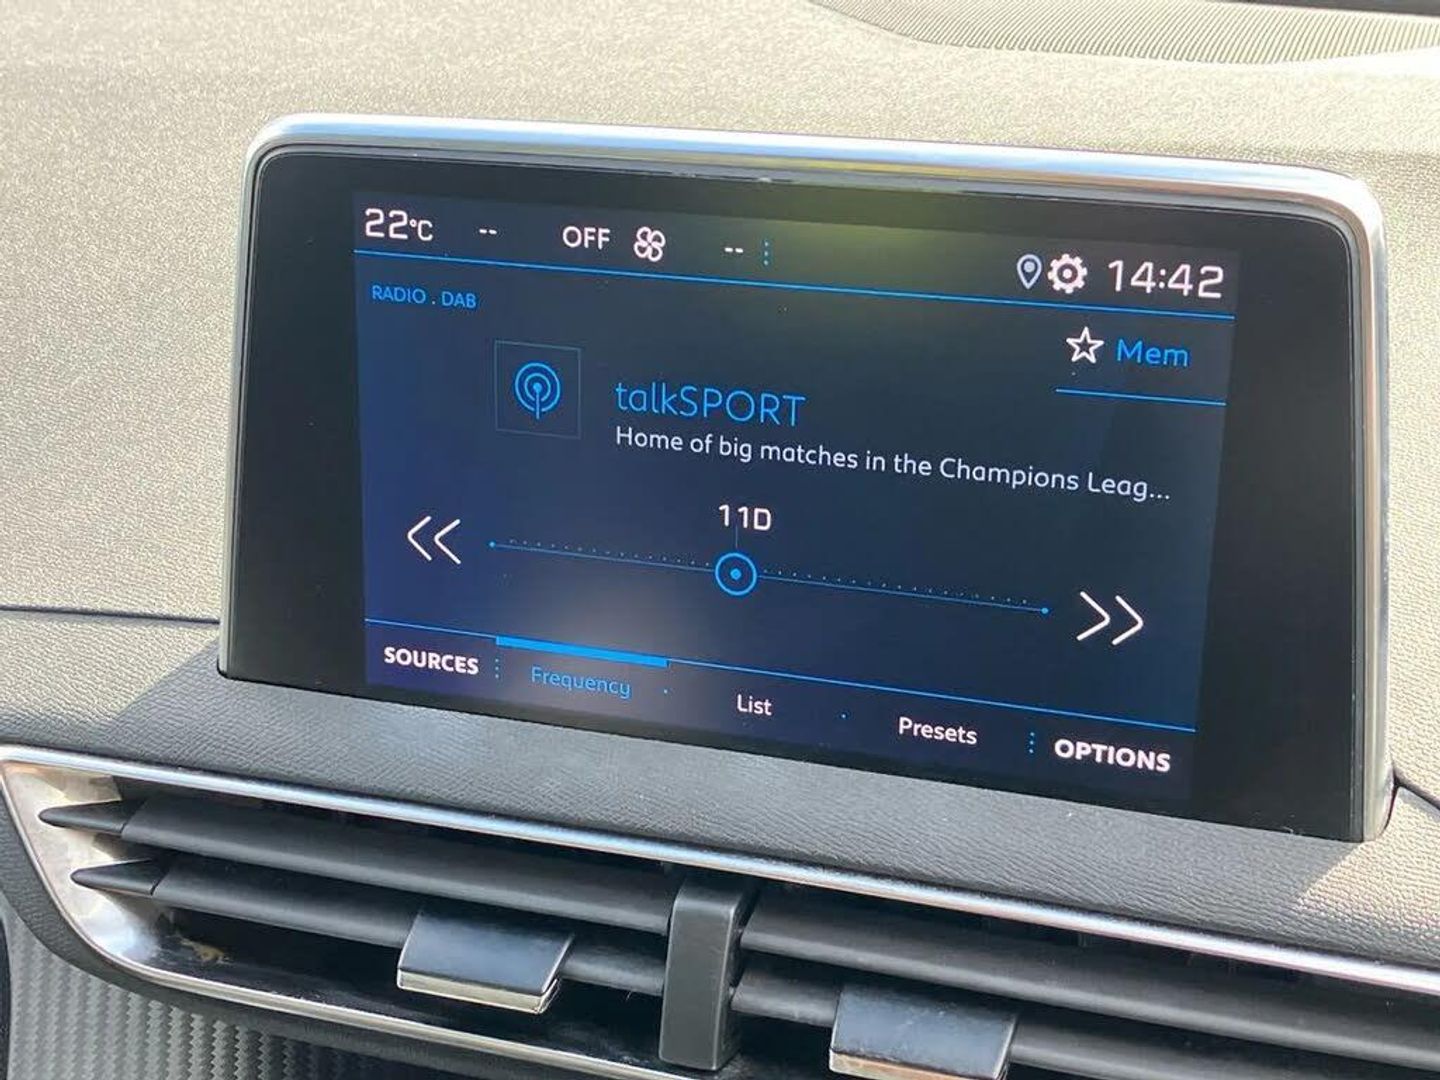 22°C -- OFF -- 14:42
RADIO . DAB
Mem
talkSPORT
Home of big matches in the Champions Leag...
11D
SOURCES Frequency List Presets OPTIONS